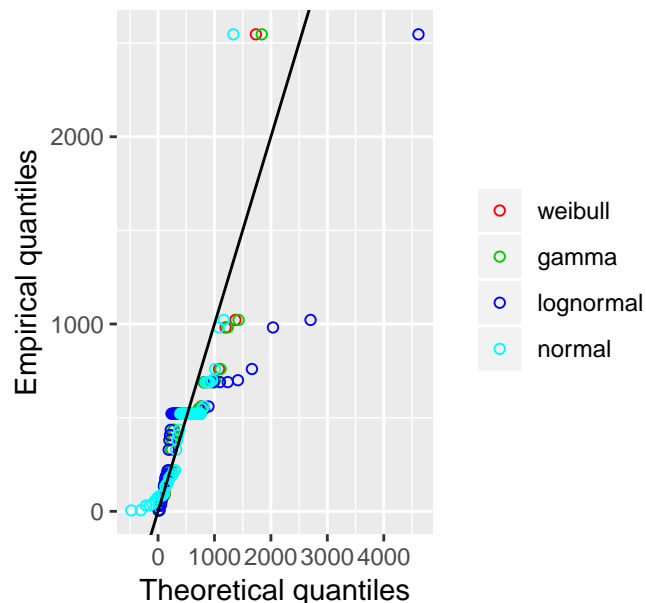 Empirical quantiles
2000
1000
0
0 1000 2000 3000 4000
Theoretical quantiles
weibull
gamma
lognormal
normal